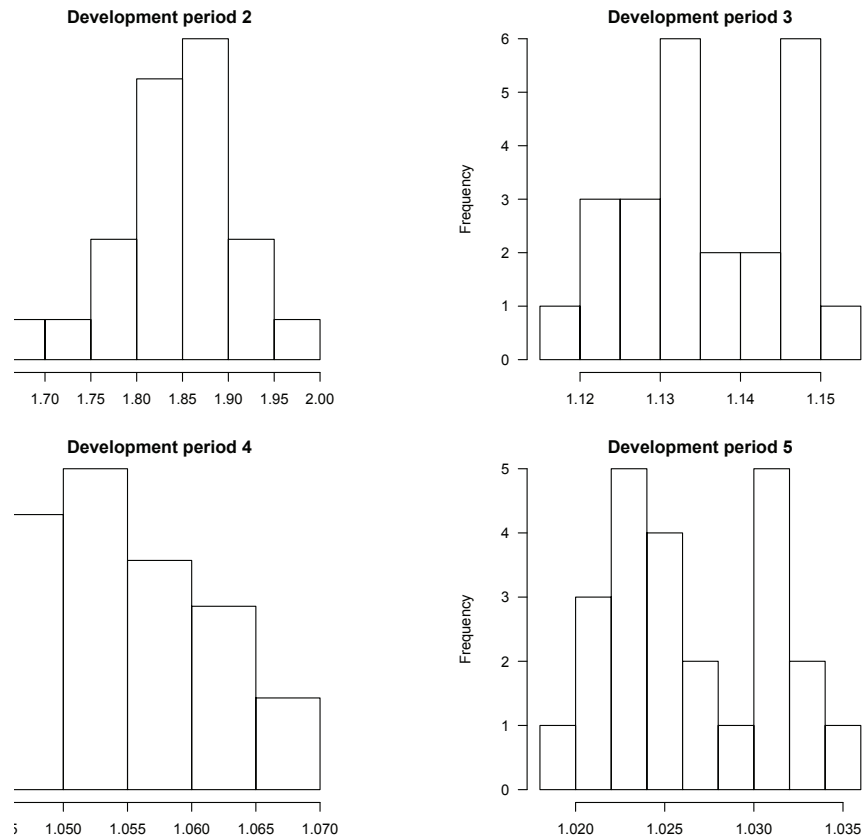 Development period 2
1.70 1.75 1.80 1.85 1.90 1.95 2.00
Development period 3
Frequency
6
5
4
3
2
1
0
1.12 1.13 1.14 1.15
Development period 4
5 1.050 1.055 1.060 1.065 1.070
Development period 5
Frequency
5
4
3
2
1
0
1.020 1.025 1.030 1.035